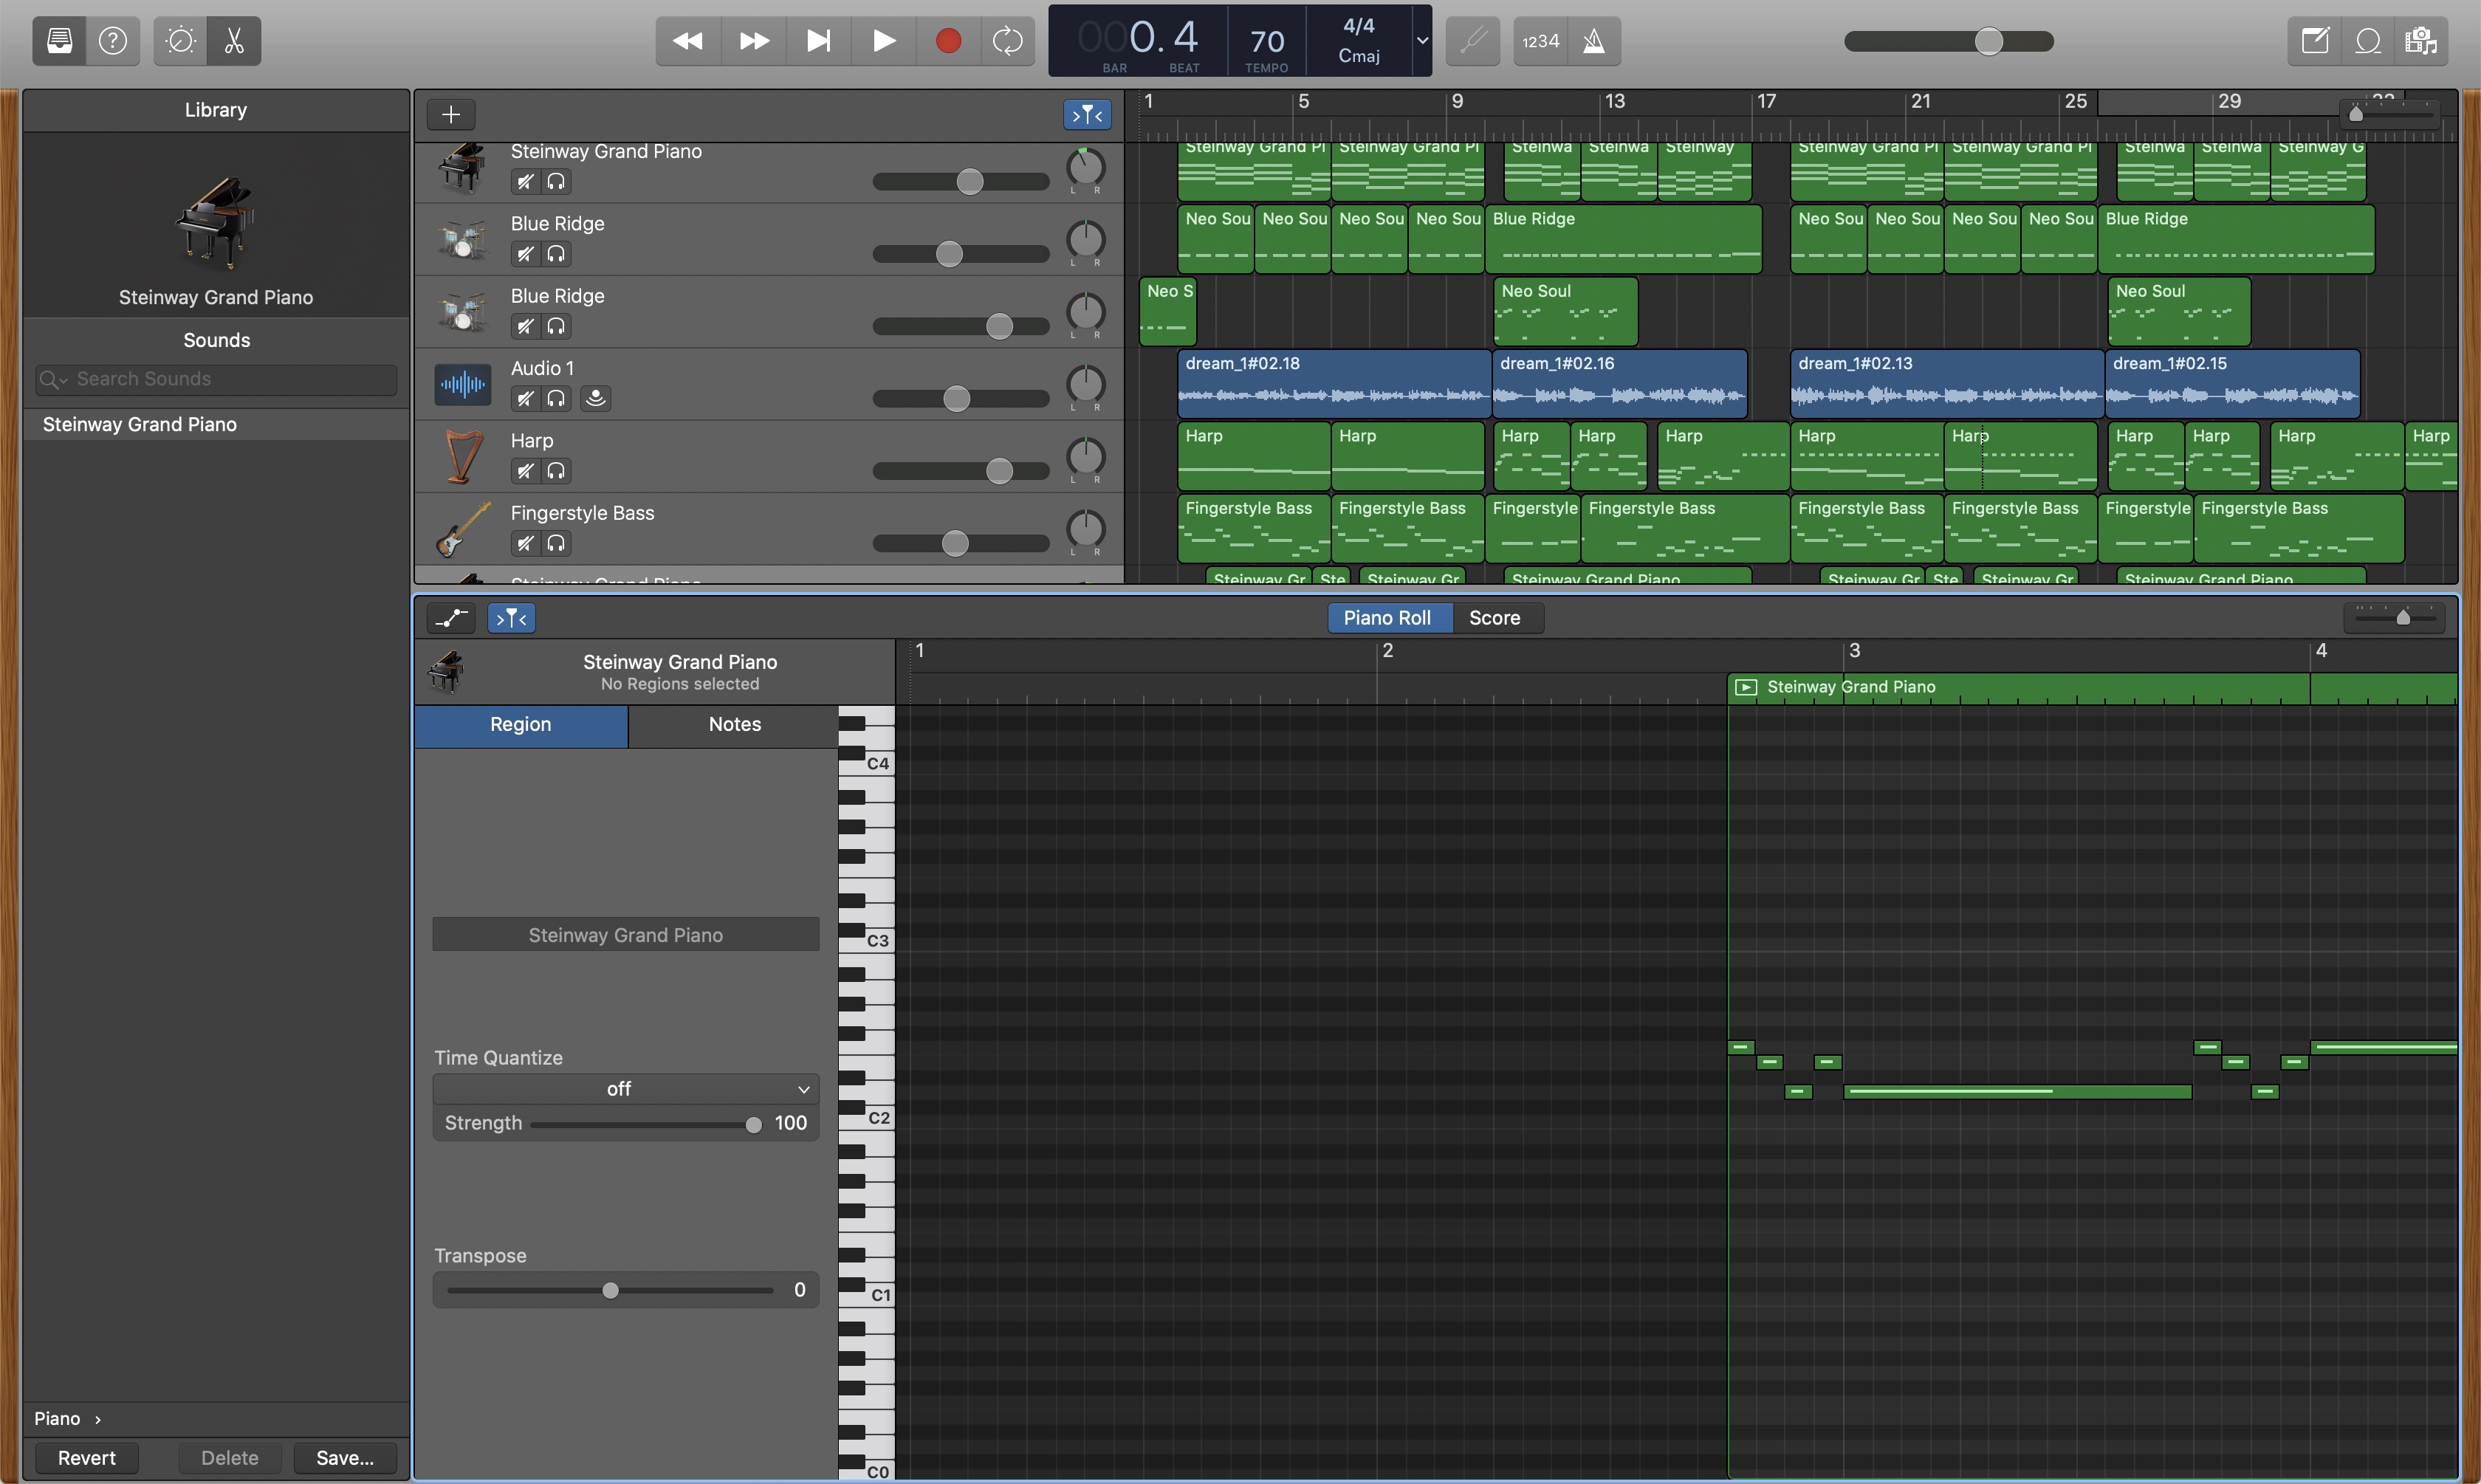 1234
000.4
BAR
BEAT
70
TEMPO
4/4
Cmaj
Library
Steinway Grand Piano
Sounds
Search Sounds
Steinway Grand Piano
Piano ›
Revert
Delete
Save...
1 5 9 13 17 21 25 29
Steinway Grand Piano
L R
Steinway Grand Pi Steinway Grand Pi Steinwa Steinwa Steinway Steinway Grand Pi Steinway Grand Pi Steinwa Steinwa Steinway G
Blue Ridge
L R
Neo Sou Neo Sou Neo Sou Neo Sou Blue Ridge Neo Sou Neo Sou Neo Sou Neo Sou Blue Ridge
Blue Ridge
L R
Neo S Neo Soul Neo Soul
Audio 1
L R
dream_1#02.18 dream_1#02.16 dream_1#02.13 dream_1#02.15
Harp
L R
Harp Harp Harp Harp Harp Harp Harp Harp Harp Harp Harp
Fingerstyle Bass
L R
Fingerstyle Bass Fingerstyle Bass Fingerstyle Fingerstyle Bass Fingerstyle Bass Fingerstyle Bass Fingerstyle Fingerstyle Bass
Steinway Grand Piano
Steinway Gr Ste Steinway Gr Steinway Grand Piano Steinway Gr Ste Steinway Gr Steinway Grand Piano
Piano Roll Score
Steinway Grand Piano
No Regions selected
1 2 3 4
Steinway Grand Piano
Region Notes
Steinway Grand Piano
Time Quantize
off
Strength 100
Transpose
0
C4
C3
C2
C1
C0